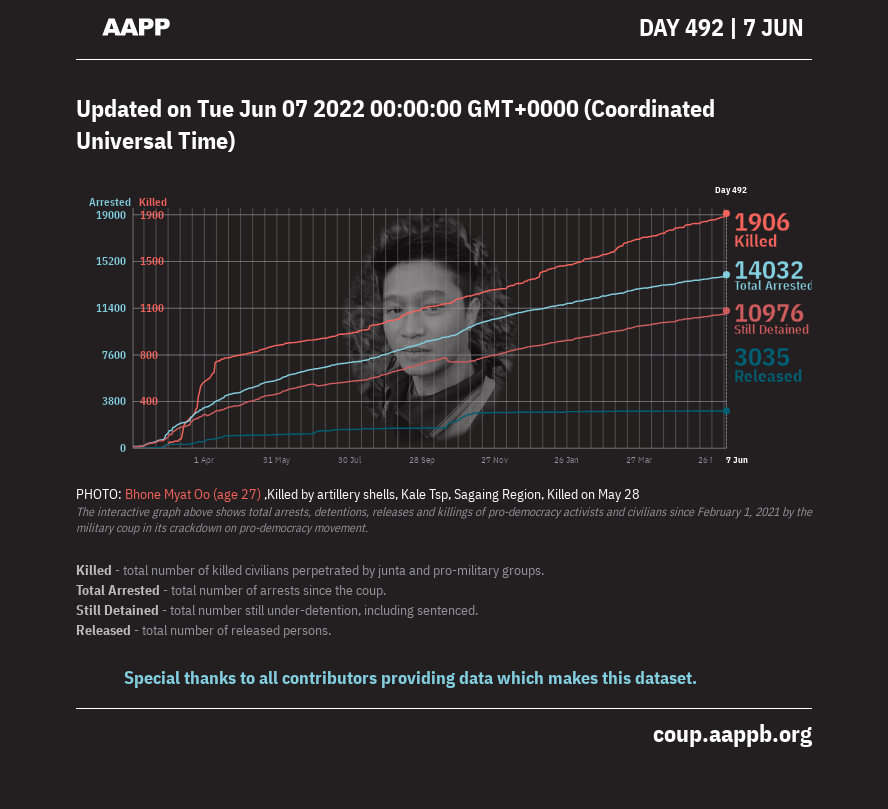 AAPP
DAY 492 | 7 JUN
Updated on Tue Jun 07 2022 00:00:00 GMT+0000 (Coordinated
Universal Time)
Day 492
Arrested Killed
19000 1900
15200 1500
11400 1100
7600 800
3800 400
0
1906
Killed
14032
Total Arrested
10976
Still Detained
3035
Released
1 Apr 31 May 30 Jul 28 Sep 27 Nov 26 Jan 27 Mar 26 7 Jun
PHOTO: Bhone Myat Oo (age 27) ,Killed by artillery shells, Kale Tsp, Sagaing Region, Killed on May 28
The interactive graph above shows total arrests, detentions, releases and killings of pro-democracy activists and civilians since February 1, 2021 by the
military coup in its crackdown on pro-democracy movement.
Killed - total number of killed civilians perpetrated by junta and pro-military groups.
Total Arrested - total number of arrests since the coup.
Still Detained - total number still under-detention, including sentenced.
Released - total number of released persons.
Special thanks to all contributors providing data which makes this dataset.
coup.aappb.org